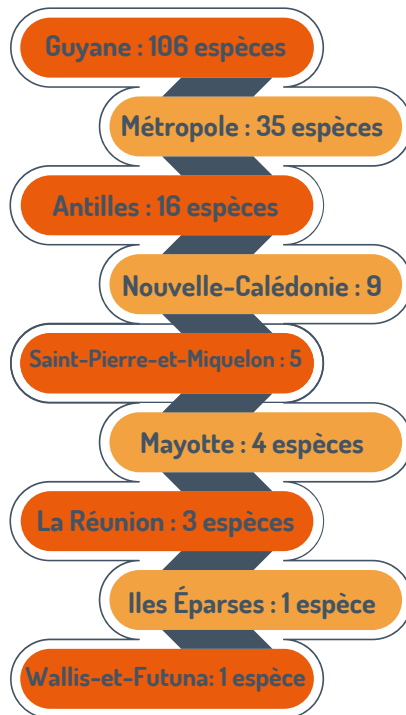 Guyane : 106 espèces
Métropole : 35 espèces
Antilles : 16 espèces
Nouvelle-Calédonie : 9
Saint-Pierre-et-Miquelon : 5
Mayotte : 4 espèces
La Réunion : 3 espèces
Iles Éparses : 1 espèce
Wallis-et-Futuna: 1 espèce